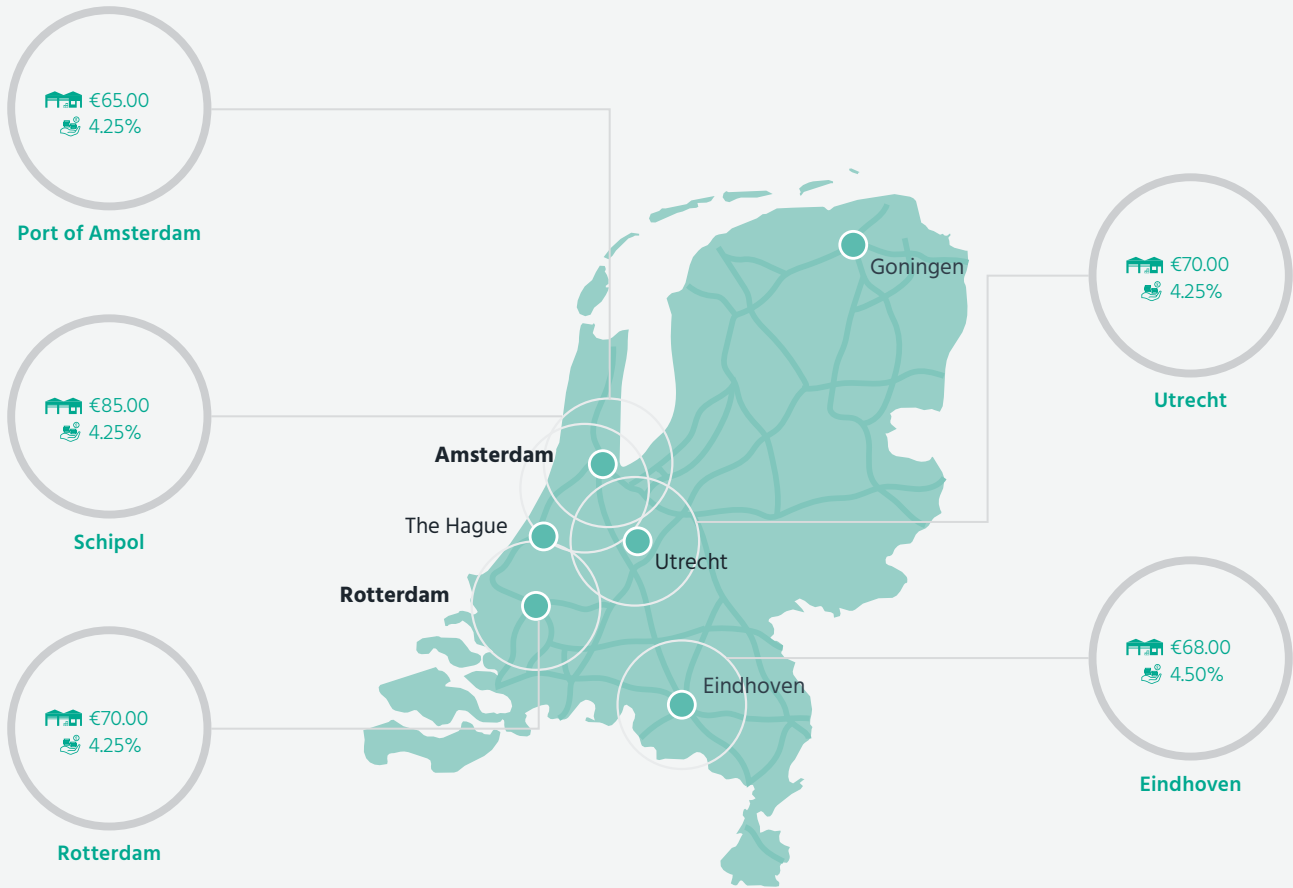 €65.00
4.25%
Port of Amsterdam
€85.00
4.25%
Schipol
€70.00
4.25%
Rotterdam
Goningen
Amsterdam
The Hague
Utrecht
Rotterdam
Eindhoven
€70.00
4.25%
Utrecht
€68.00
4.50%
Eindhoven